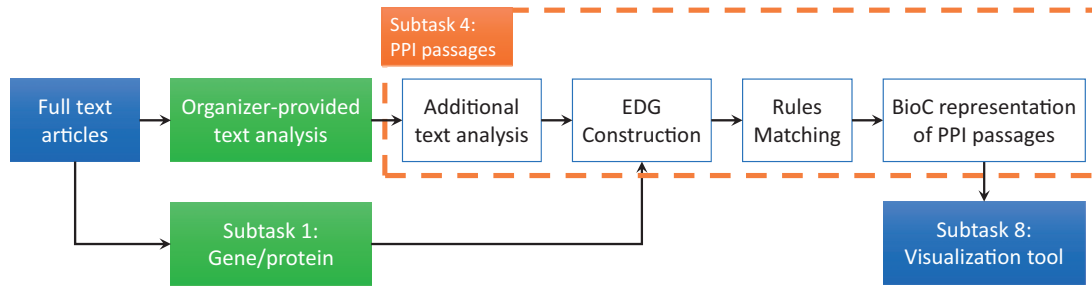 Subtask 4:
PPI passages
Full text
articles
Organizer-provided
text analysis
Additional
text analysis
EDG
Construction
Rules
Matching
BioC representation
of PPI passages
Subtask 1:
Gene/protein
Subtask 8:
Visualization tool